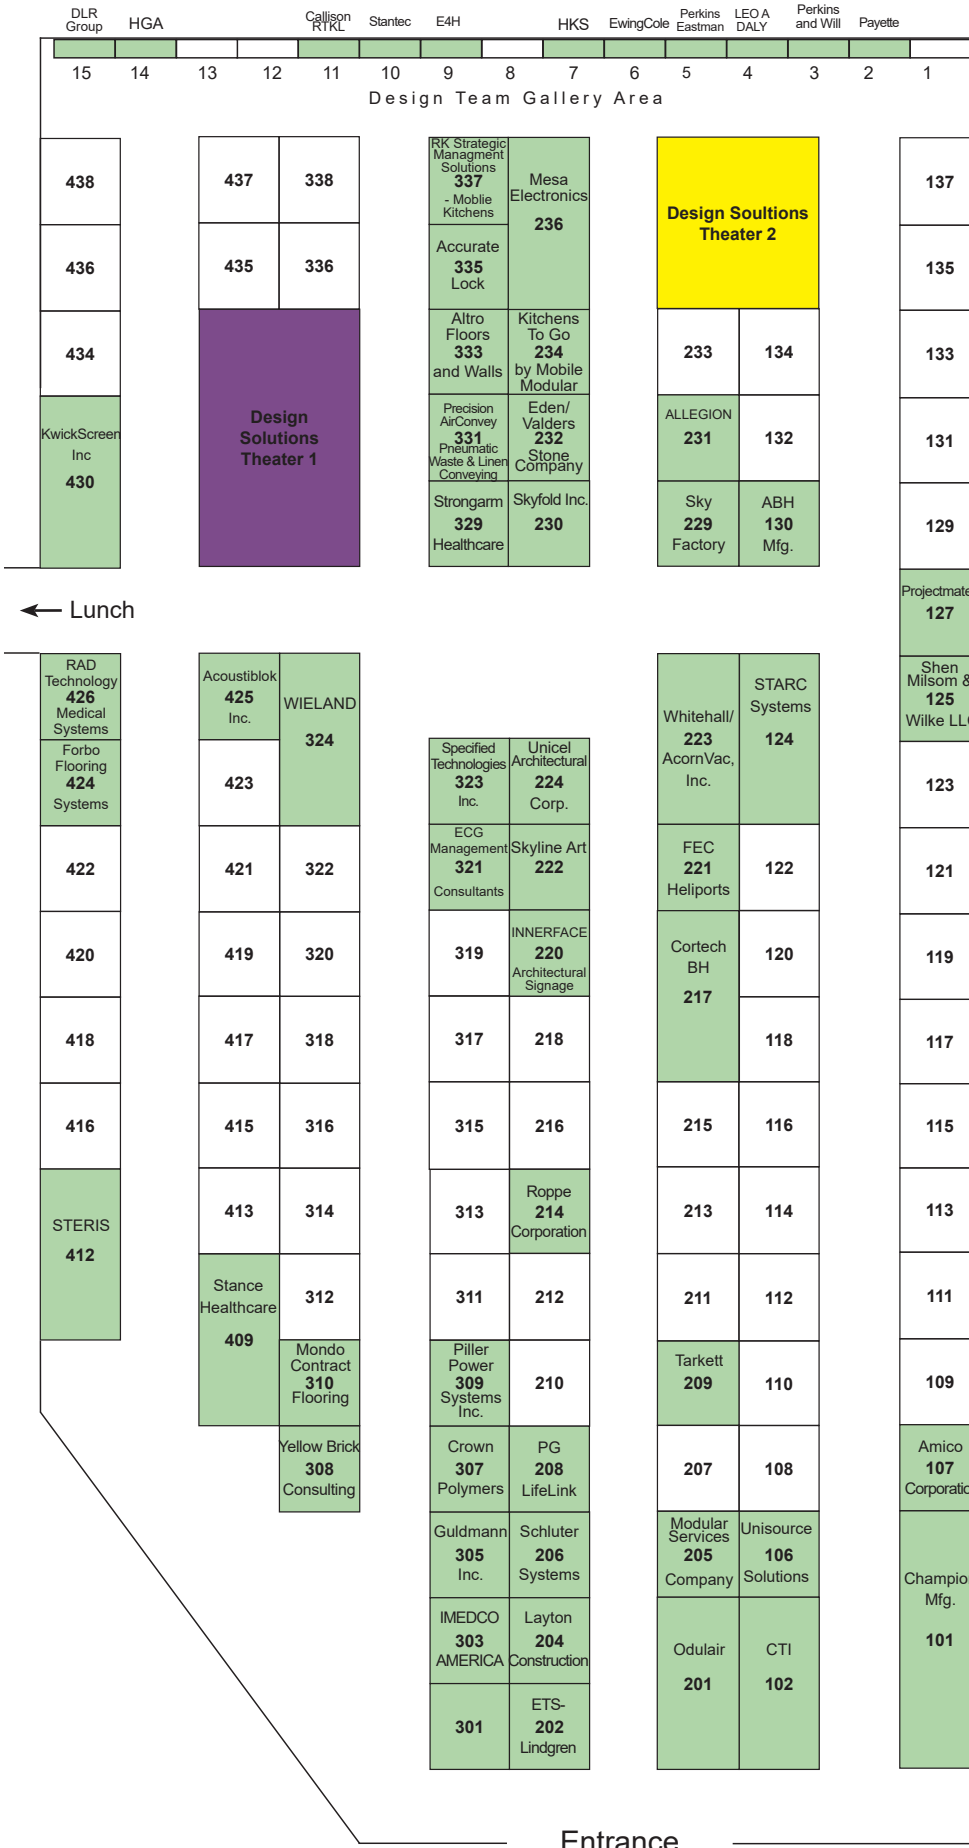 DLR
Group
HGA
Callison
RTKL
Stantec
E4H
HKS
EwingCole
Perkins
Eastman
LEO A
DALY
Perkins
and Will
Payette
15 14 13 12 11 10 9 8 7 6 5 4 3 2 1
Design Team Gallery Area
438
436
434
KwickScreen
Inc
430
437
338
435
336
Design
Solutions
Theater 1
RK Strategic
Managment
Solutions
337
- Moblie
Kitchens
Mesa
Electronics
236
Accurate
335
Lock
Altro
Floors
333
and Walls
Kitchens
To Go
234
by Mobile
Modular
Precision
AirConvey
331
Pneumatic
Waste & Linen
Conveying
Eden/
Valders
232
Stone
Company
Strongarm
329
Healthcare
Skyfold Inc.
230
Design Soultions
Theater 2
233
134
ALLEGION
231
132
Sky
229
Factory
ABH
130
Mfg.
137
135
133
131
129
Projectmate
127
Shen
Milsom &
125
Wilke LLC
Lunch
RAD
Technology
426
Medical
Systems
Forbo
Flooring
424
Systems
422
420
418
416
STERIS
412
Acoustiblok
425
Inc.
WIELAND
324
423
421
322
419
320
417
318
415
316
413
314
Stance
Healthcare
409
312
Mondo
Contract
310
Flooring
Yellow Brick
308
Consulting
Specified
Technologies
323
Inc.
Unicel
Architectural
224
Corp.
ECG
Management
321
Consultants
Skyline Art
222
319
INNERFACE
220
Architectural
Signage
317
218
315
216
313
Roppe
214
Corporation
311
212
Piller
Power
309
Systems
Inc.
210
Crown
307
Polymers
PG
208
LifeLink
Guldmann
305
Inc.
Schluter
206
Systems
IMEDCO
303
AMERICA
Layton
204
Construction
301
ETS-
202
Lindgren
Whitehall/
223
AcornVac,
Inc.
STARC
Systems
124
FEC
221
Heliports
122
Cortech
BH
217
120
118
215
116
213
114
211
112
Tarkett
209
110
207
108
Modular
Services
205
Company
Unisource
106
Solutions
Odulair
201
CTI
102
123
121
119
117
115
113
111
109
Amico
107
Corporatio
Champio
Mfg.
101
Entrance